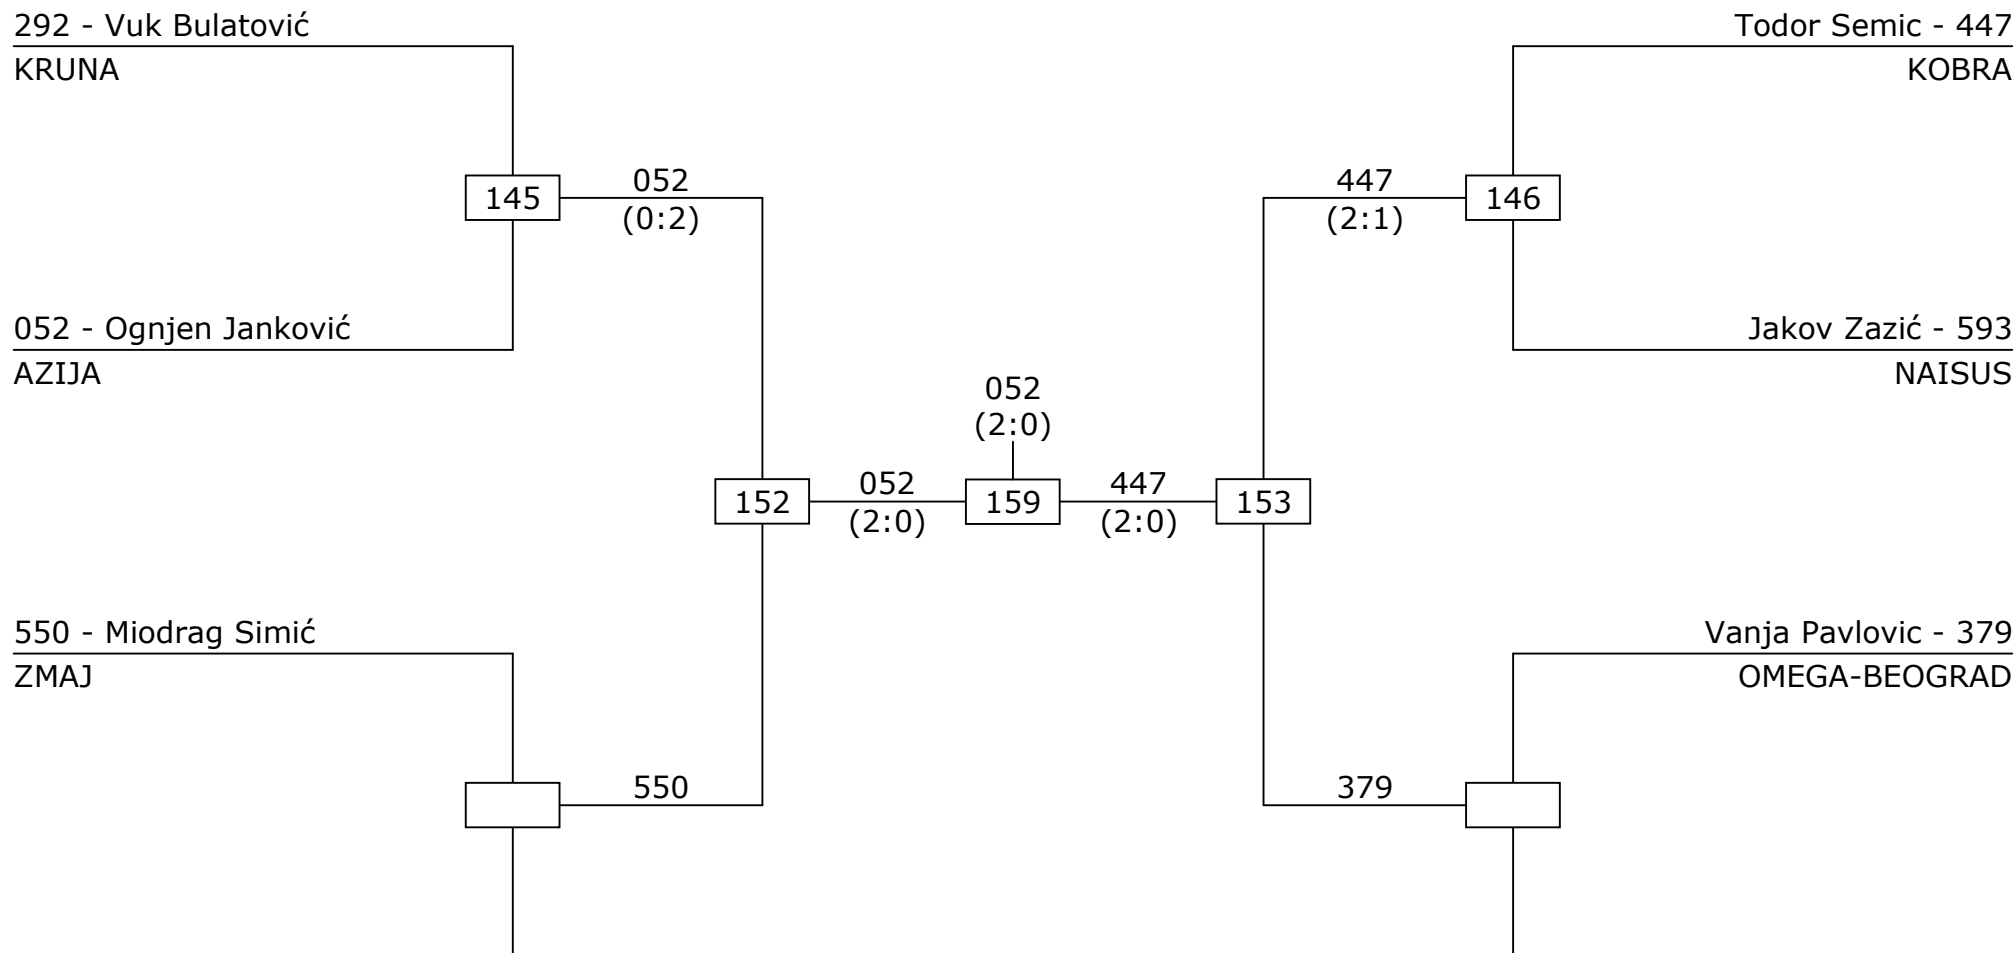 292 - Vuk Bulatović
KRUNA
Todor Semic - 447
KOBRA
145
052
(0:2)
447
(2:1)
146
052 - Ognjen Janković
AZIJA
Jakov Zazić - 593
NAISUS
052
(2:0)
152
052
(2:0)
159
447
(2:0)
153
550 - Miodrag Simić
ZMAJ
Vanja Pavlovic - 379
OMEGA-BEOGRAD
550
379